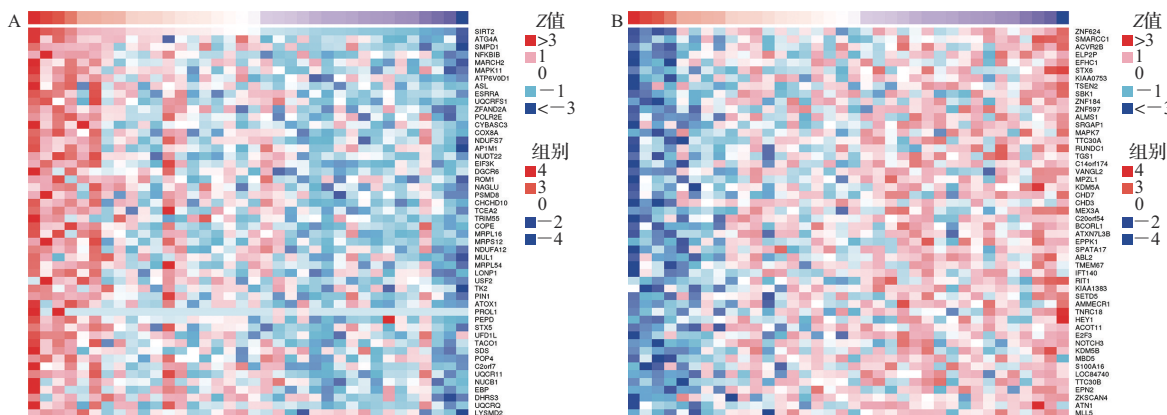 A
SIRT2
ATG4A
SMPD1
NFKBIB
MARCH2
MAPK11
ATP6V0D1
ASL
ESRRA
UQCRFS1
ZFAND2A
POLR2E
CYBASC3
COX8A
NDUFS7
AP1M1
NUDT22
EIF3K
DGCR6
ROM1
NAGLU
PSMD8
CHCHD10
TCEA2
TRIM55
COPE
MRPL16
MRPS12
NDUFA12
MUL1
MRPL54
LONP1
USF2
TK2
PIN1
ATOX1
PROL1
PEPD
STX5
UFD1L
TACO1
SDS
POP4
C2orf7
UQCR11
NUCB1
EBP
DHRS3
UQCRQ
LYSMD2
Z值
>3
1
0
−1
<−3
组别
4
3
0
−2
−4
B
ZNF624
SMARCC1
ACVR2B
ELP2P
EFHC1
STX6
KIAA0753
TSEN2
SBK1
ZNF184
ZNF597
ALMS1
SRGAP1
MAPK7
TTC30A
RUNDC1
TGS1
C14orf174
VANGL2
MPZL1
KDM5A
CHD7
CHD3
MEX3A
C20orf54
BCORL1
ATXN7L3B
EPPK1
SPATA17
ABL2
TMEM67
IFT140
RIT1
KIAA1383
SETD5
AMMECR1
TNRC18
HEY1
ACOT11
E2F3
NOTCH3
KDM5B
MBD5
S100A16
LOC84740
TTC30B
EPN2
ZKSCAN4
ATN1
MLL5
Z值
>3
1
0
−1
<−3
组别
4
3
0
−2
−4